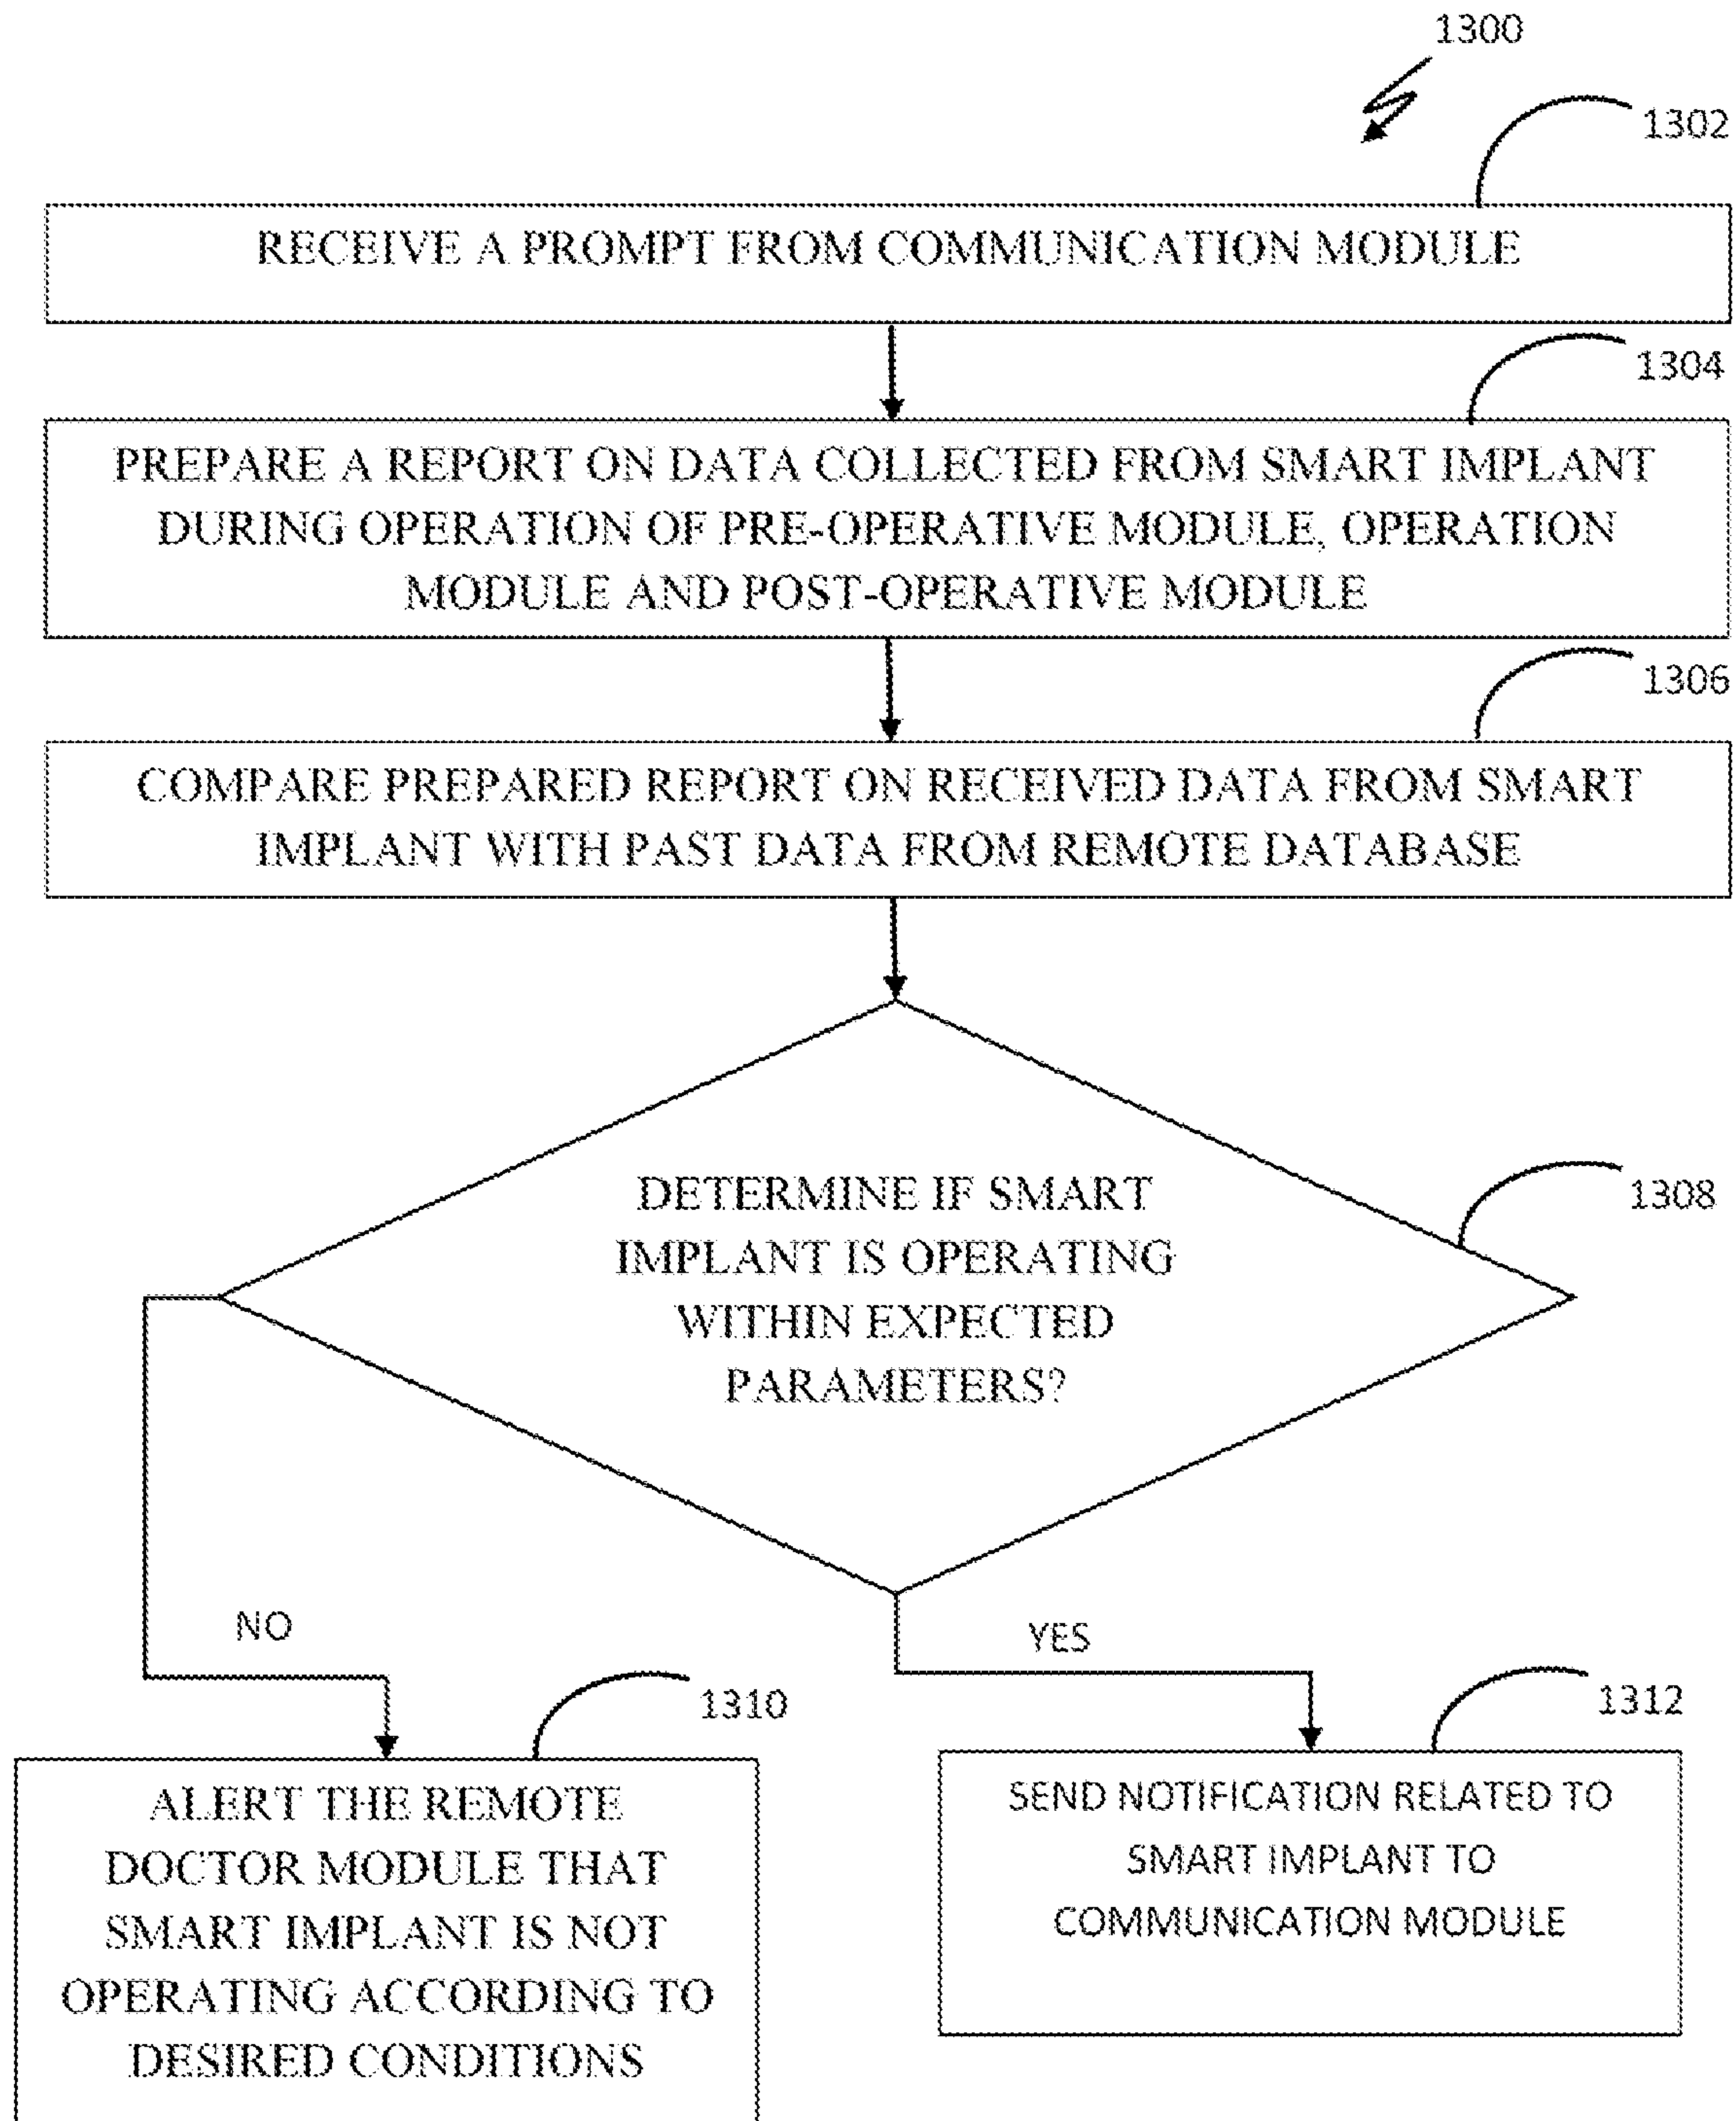 1300
1302
RECEIVE A PROMPT FROM COMMUNICATION MODULE
1304
PREPARE A REPORT ON DATA COLLECTED FROM SMART IMPLANT
DURING OPERATION OF PRE-OPERATIVE MODULE, OPERATION
MODULE AND POST-OPERATIVE MODULE
1306
COMPARE PREPARED REPORT ON RECEIVED DATA FROM SMART
IMPLANT WITH PAST DATA FROM REMOTE DATABASE
DETERMINE IF SMART
IMPLANT IS OPERATING
WITHIN EXPECTED
PARAMETERS?
1308
NO
YES
1310
ALERT THE REMOTE
DOCTOR MODULE THAT
SMART IMPLANT IS NOT
OPERATING ACCORDING TO
DESIRED CONDITIONS
1312
SEND NOTIFICATION RELATED TO
SMART IMPLANT TO
COMMUNICATION MODULE